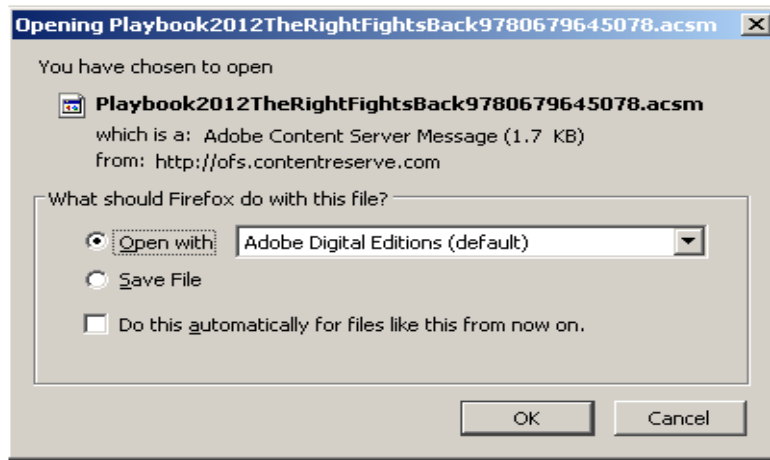 Opening Playbook2012TheRightFightsBack9780679645078.acsm
You have chosen to open
Playbook2012TheRightFightsBack9780679645078.acsm
which is a: Adobe Content Server Message (1.7 KB)
from: http://ofs.contentreserve.com
What should Firefox do with this file?
Open with Adobe Digital Editions (default)
Save File
Do this automatically for files like this from now on.
OK Cancel